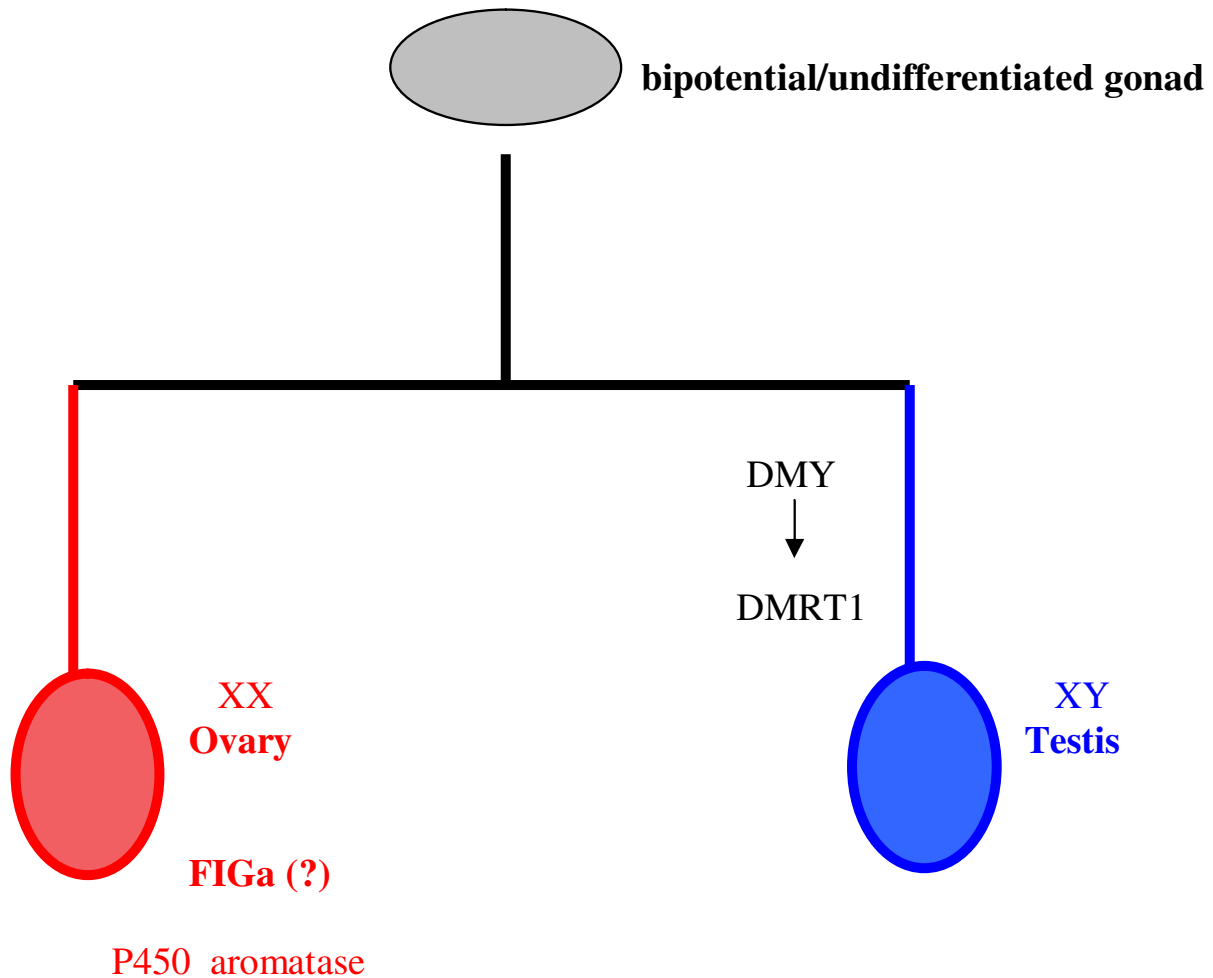 bipotential/undifferentiated gonad
DMY
DMRT1
XX
Ovary
XY
Testis
FIGa (?)
P450 aromatase